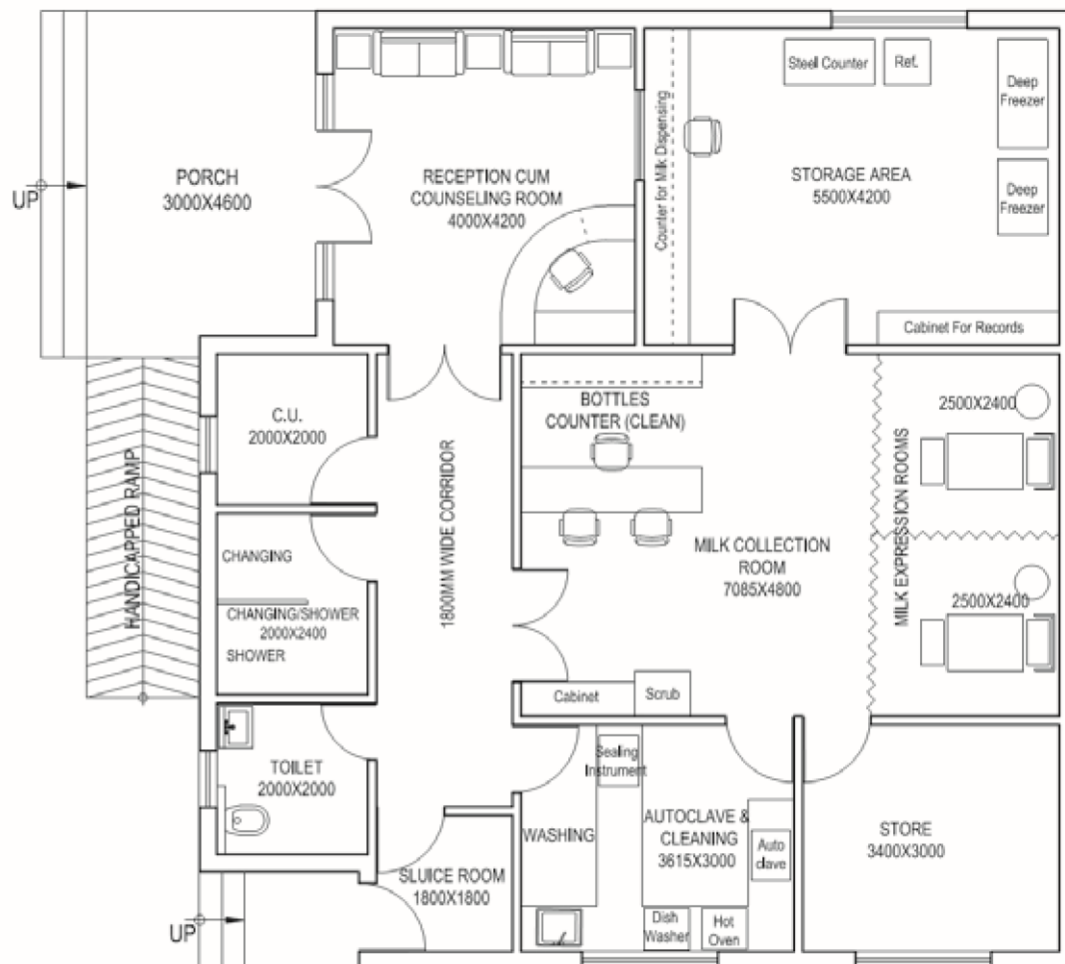 UP
PORCH
3000X4600
RECEPTION CUM
COUNSELING ROOM
4000X4200
Counter for Milk Dispensing
Steell Counter
Ref.
Deep
Freezer
STORAGE AREA
5500X4200
Deep
Freezer
Cabinet For Records
HANDICAPPED RAMP
C.U.
2000X2000
1800MM WIDE CORRIDOR
BOTTLES
COUNTER (CLEAN)
MILK COLLECTION
ROOM
7085X4800
MILK EXPRESSION ROOMS
2500X2400
2500X2400
CHANGING
CHANGING/SHOWER
2000X2400
SHOWER
Cabinet
Scrub
TOILET
2000X2000
Sealing
Instrument
WASHING
AUTOCLAVE &
CLEANING
3615X3000
Auto
clave
STORE
3400X3000
SLUICE ROOM
1800X1800
Dish
Washer
Hot
Oven
UP